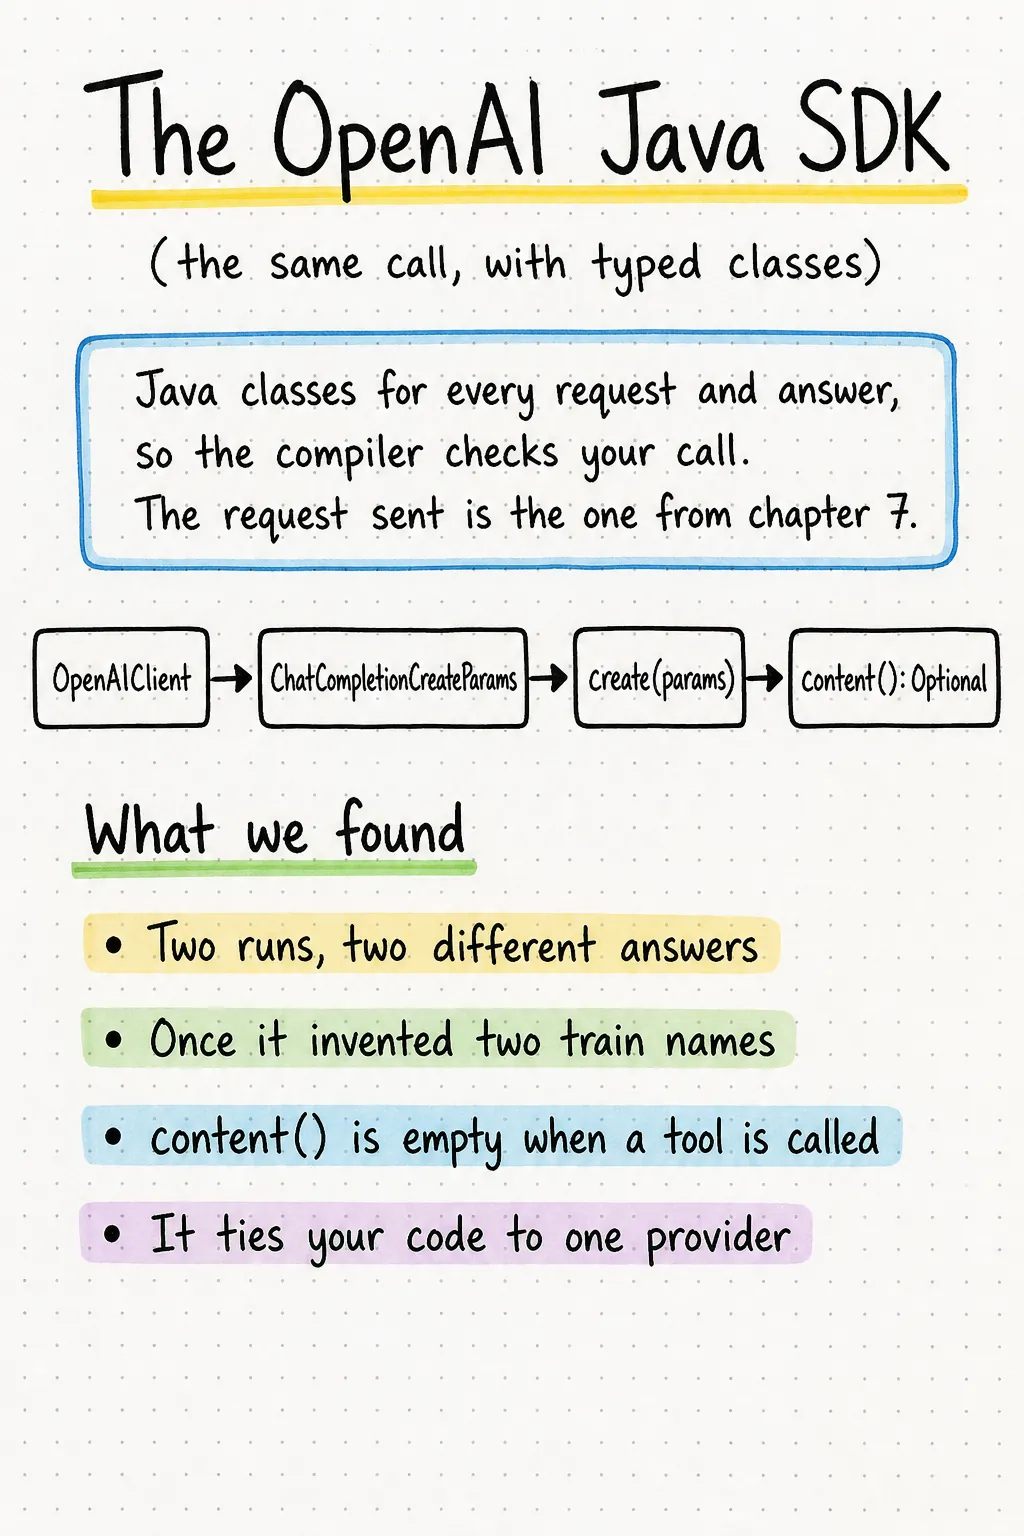 The OpenAI Java SDK
(the same call, with typed classes)
Java classes for every request and answer,
so the compiler checks your call.
The request sent is the one from chapter 7.
OpenAIClient
ChatCompletionCreateParams
create(params)
content(): Optional
What we found
• Two runs, two different answers
• Once it invented two train names
• content() is empty when a tool is called
• It ties your code to one provider